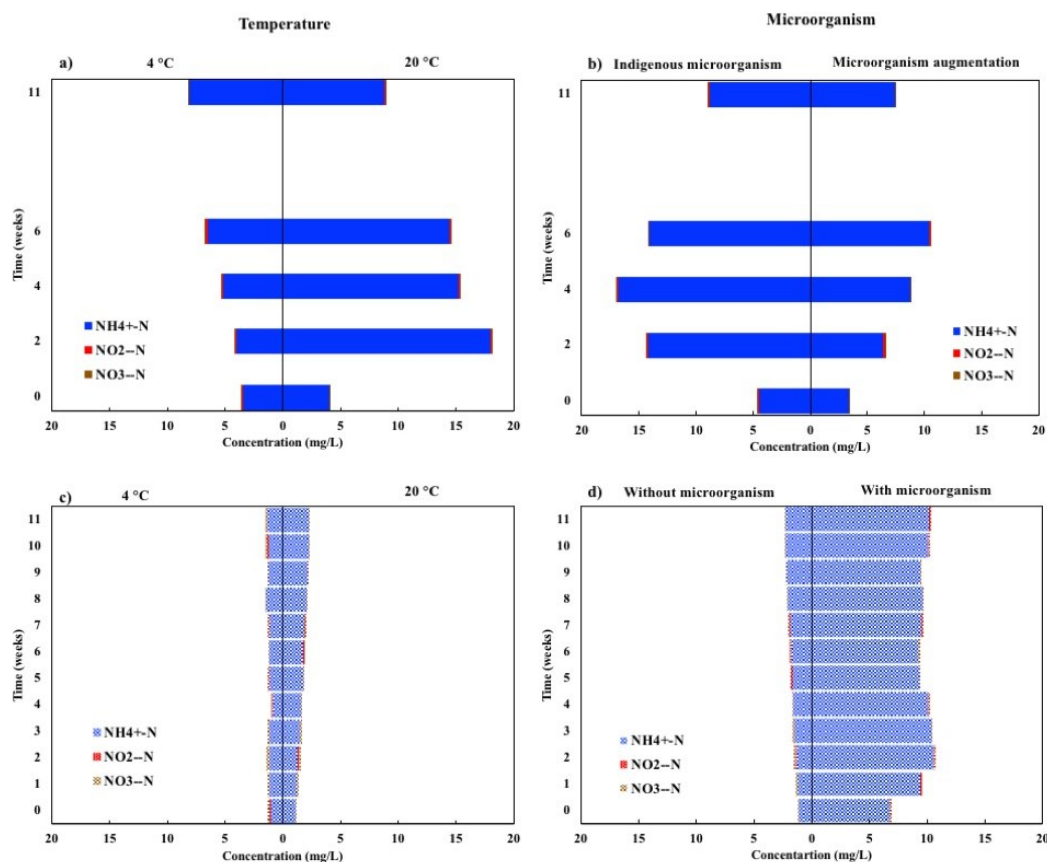 Temperature
Microorganism
a)
4 °C
20 °C
b)
Indigenous microorganism
Microorganism augmentation
11
6
4
2
0
Time (weeks)
NH4+-N
NO2--N
NO3--N
20 15 10 5 0 5 10 15 20
Concentration (mg/L)
11
6
4
2
0
Time (weeks)
NH4+-N
NO2--N
NO3--N
20 15 10 5 0 5 10 15 20
Concentration (mg/L)
c)
4 °C
20 °C
d)
Without microorganism
With microorganism
11
10
9
8
7
6
5
4
3
2
1
0
Time (weeks)
NH4+-N
NO2--N
NO3--N
20 15 10 5 0 5 10 15 20
Concentration (mg/L)
11
10
9
8
7
6
5
4
3
2
1
0
Time (weeks)
NH4+-N
NO2--N
NO3--N
20 15 10 5 0 5 10 15 20
Concentartion (mg/L)